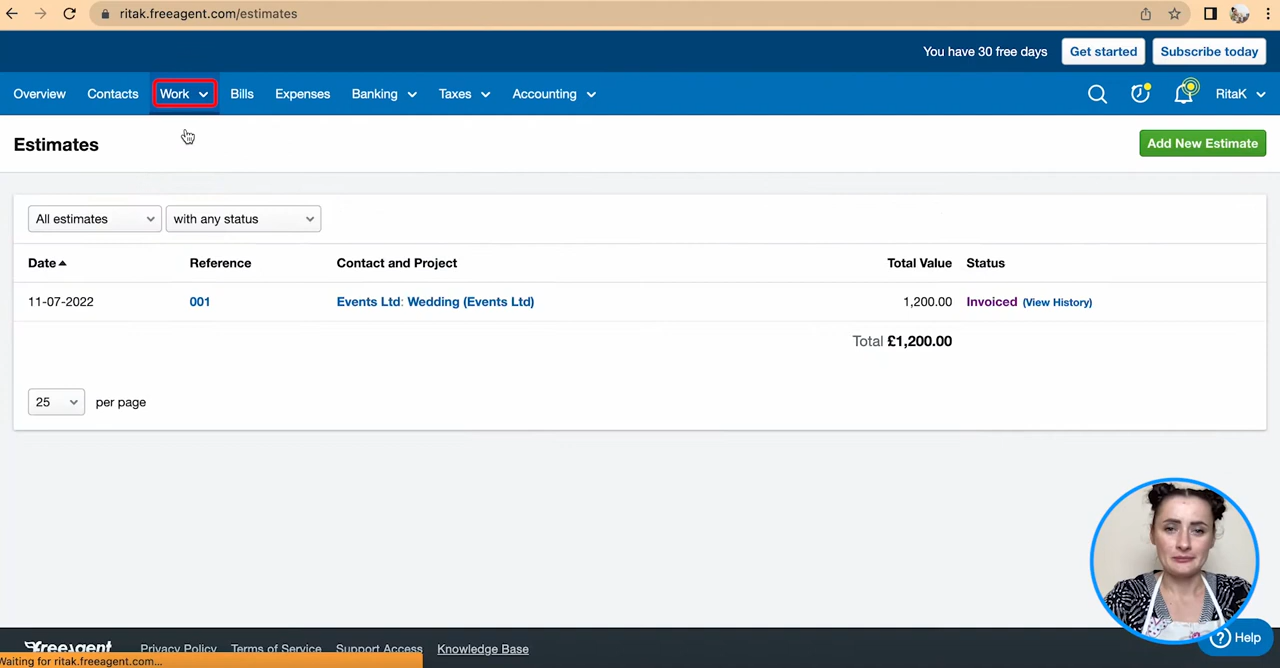 ritak.freeagent.com/estimates
You have 30 free days Get started Subscribe today
Overview Contacts Work Bills Expenses Banking Taxes Accounting RitaK
Estimates Add New Estimate
All estimates with any status
Date Reference Contact and Project Total Value Status
11-07-2022 001 Events Ltd: Wedding (Events Ltd) 1,200.00 Invoiced (View History)
Total £1,200.00
25 per page
Help
freeagent Privacy Policy Terms of Service Support Access Knowledge Base
Waiting for ritak.freeagent.com...